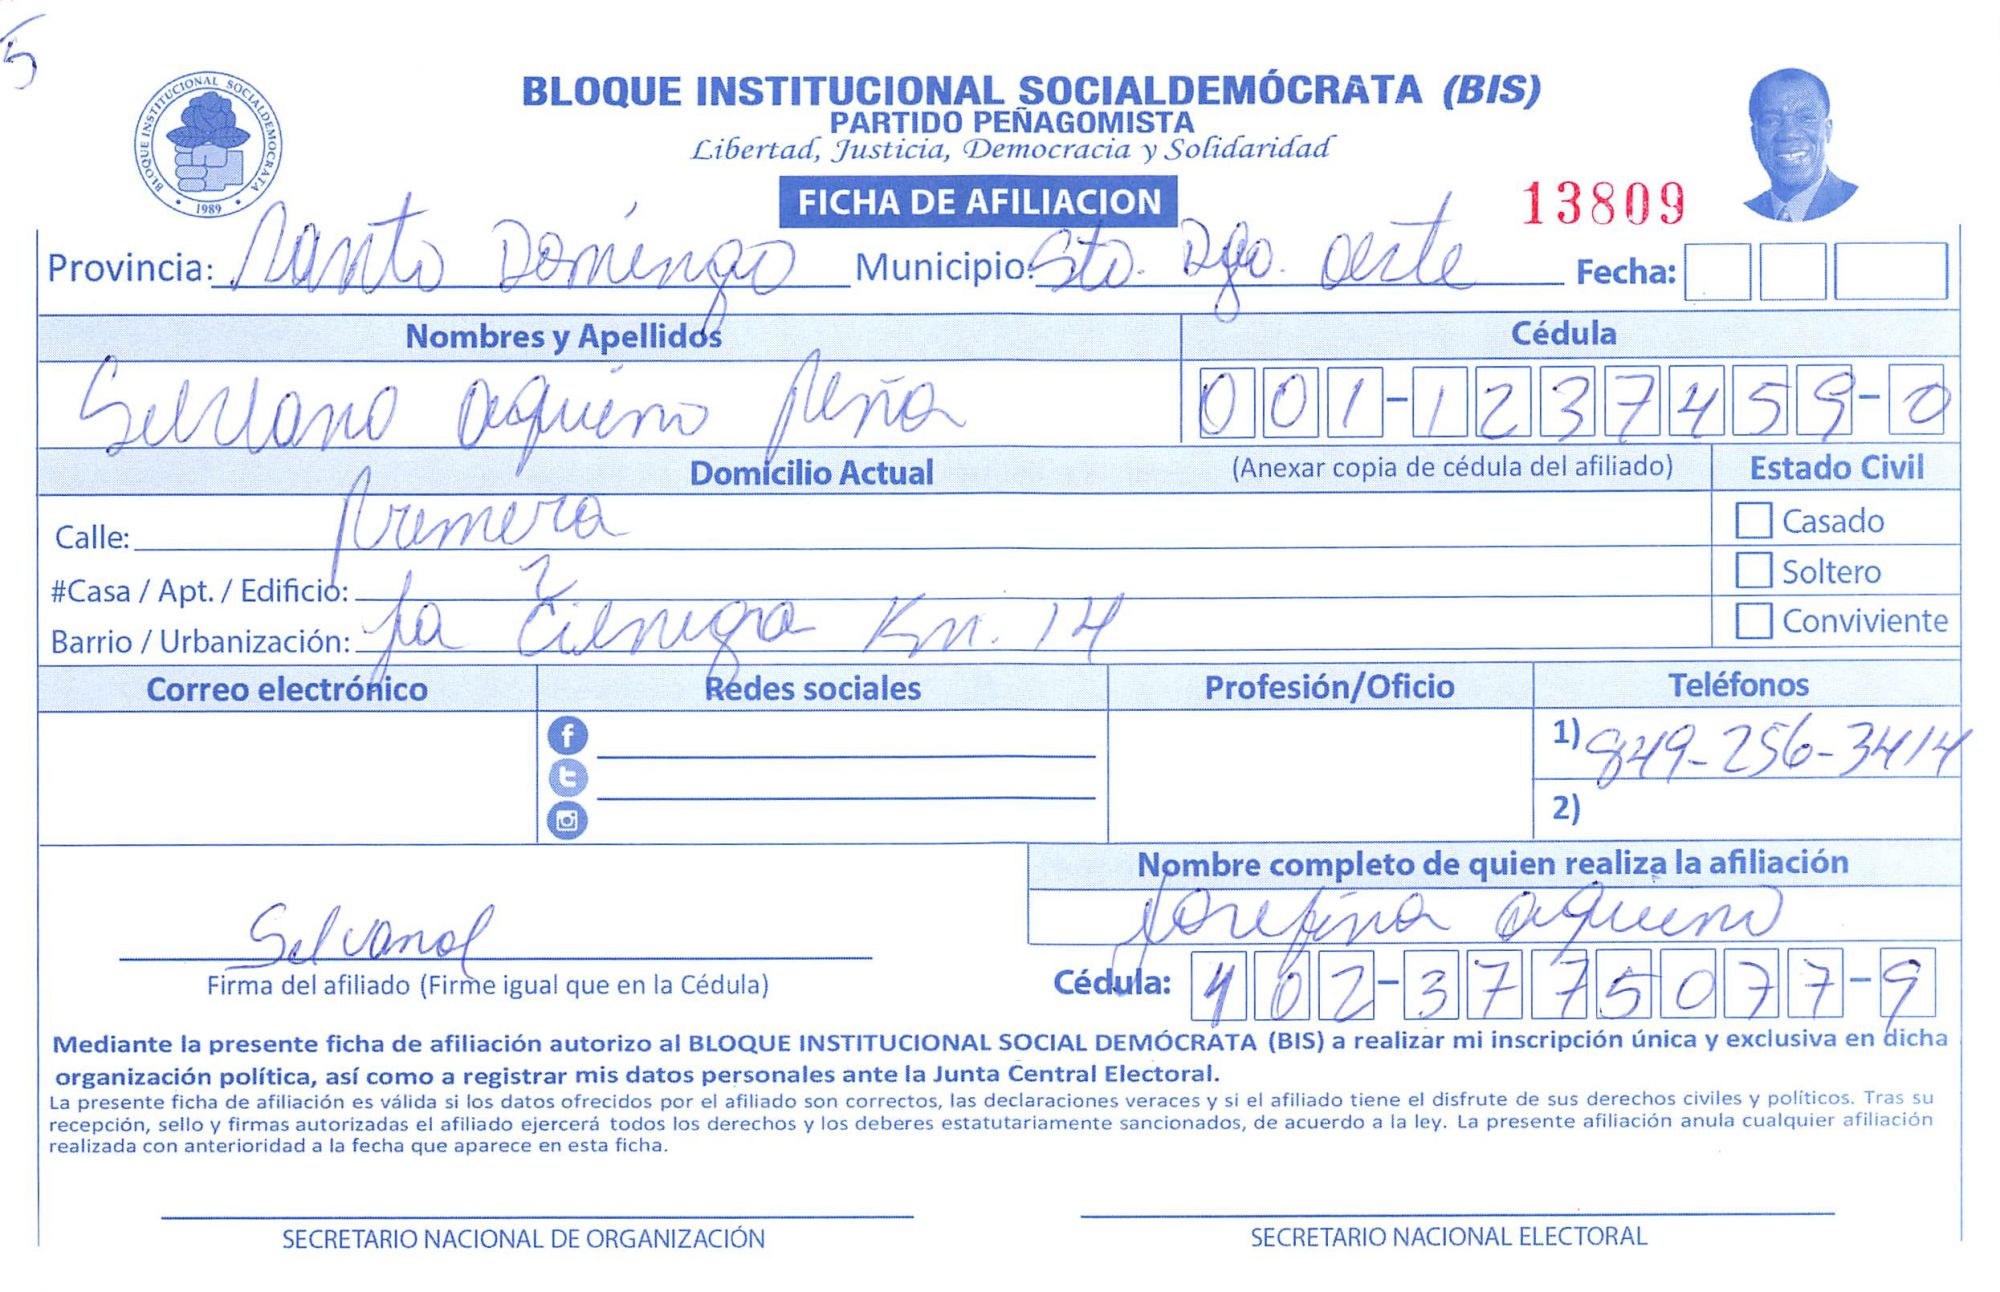 5
BLOQUE INSTITUCIONAL SOCIALDEMÓCRATA
1989
BLOQUE INSTITUCIONAL SOCIALDEMÓCRATA (BIS)
PARTIDO PEÑAGOMISTA
Libertad, Justicia, Democracia y Solidaridad
FICHA DE AFILIACION
13809
Provincia: Santo Domingo Municipio: Sto. Dgo. Oeste Fecha:
Nombres y Apellidos Cédula
Selvano Aquino Peña 001-1237459-0
Domicilio Actual (Anexar copia de cédula del afiliado) Estado Civil
Calle: Primera Casado
#Casa / Apt. / Edificio: 2 Soltero
Barrio / Urbanización: La Cienega Km. 14 Conviviente
Correo electrónico Redes sociales Profesión/Oficio Teléfonos
1) 849-256-3414
2)
Nombre completo de quien realiza la afiliación
Josefina Aquino
Selvano
Firma del afiliado (Firme igual que en la Cédula) Cédula: 402-3775077-9
Mediante la presente ficha de afiliación autorizo al BLOQUE INSTITUCIONAL SOCIAL DEMÓCRATA (BIS) a realizar mi inscripción única y exclusiva en dicha
organización política, así como a registrar mis datos personales ante la Junta Central Electoral.
La presente ficha de afiliación es válida si los datos ofrecidos por el afiliado son correctos, las declaraciones veraces y si el afiliado tiene el disfrute de sus derechos civiles y políticos. Tras su
recepción, sello y firmas autorizadas el afiliado ejercerá todos los derechos y los deberes estatutariamente sancionados, de acuerdo a la ley. La presente afiliación anula cualquier afiliación
realizada con anterioridad a la fecha que aparece en esta ficha.
SECRETARIO NACIONAL DE ORGANIZACIÓN SECRETARIO NACIONAL ELECTORAL